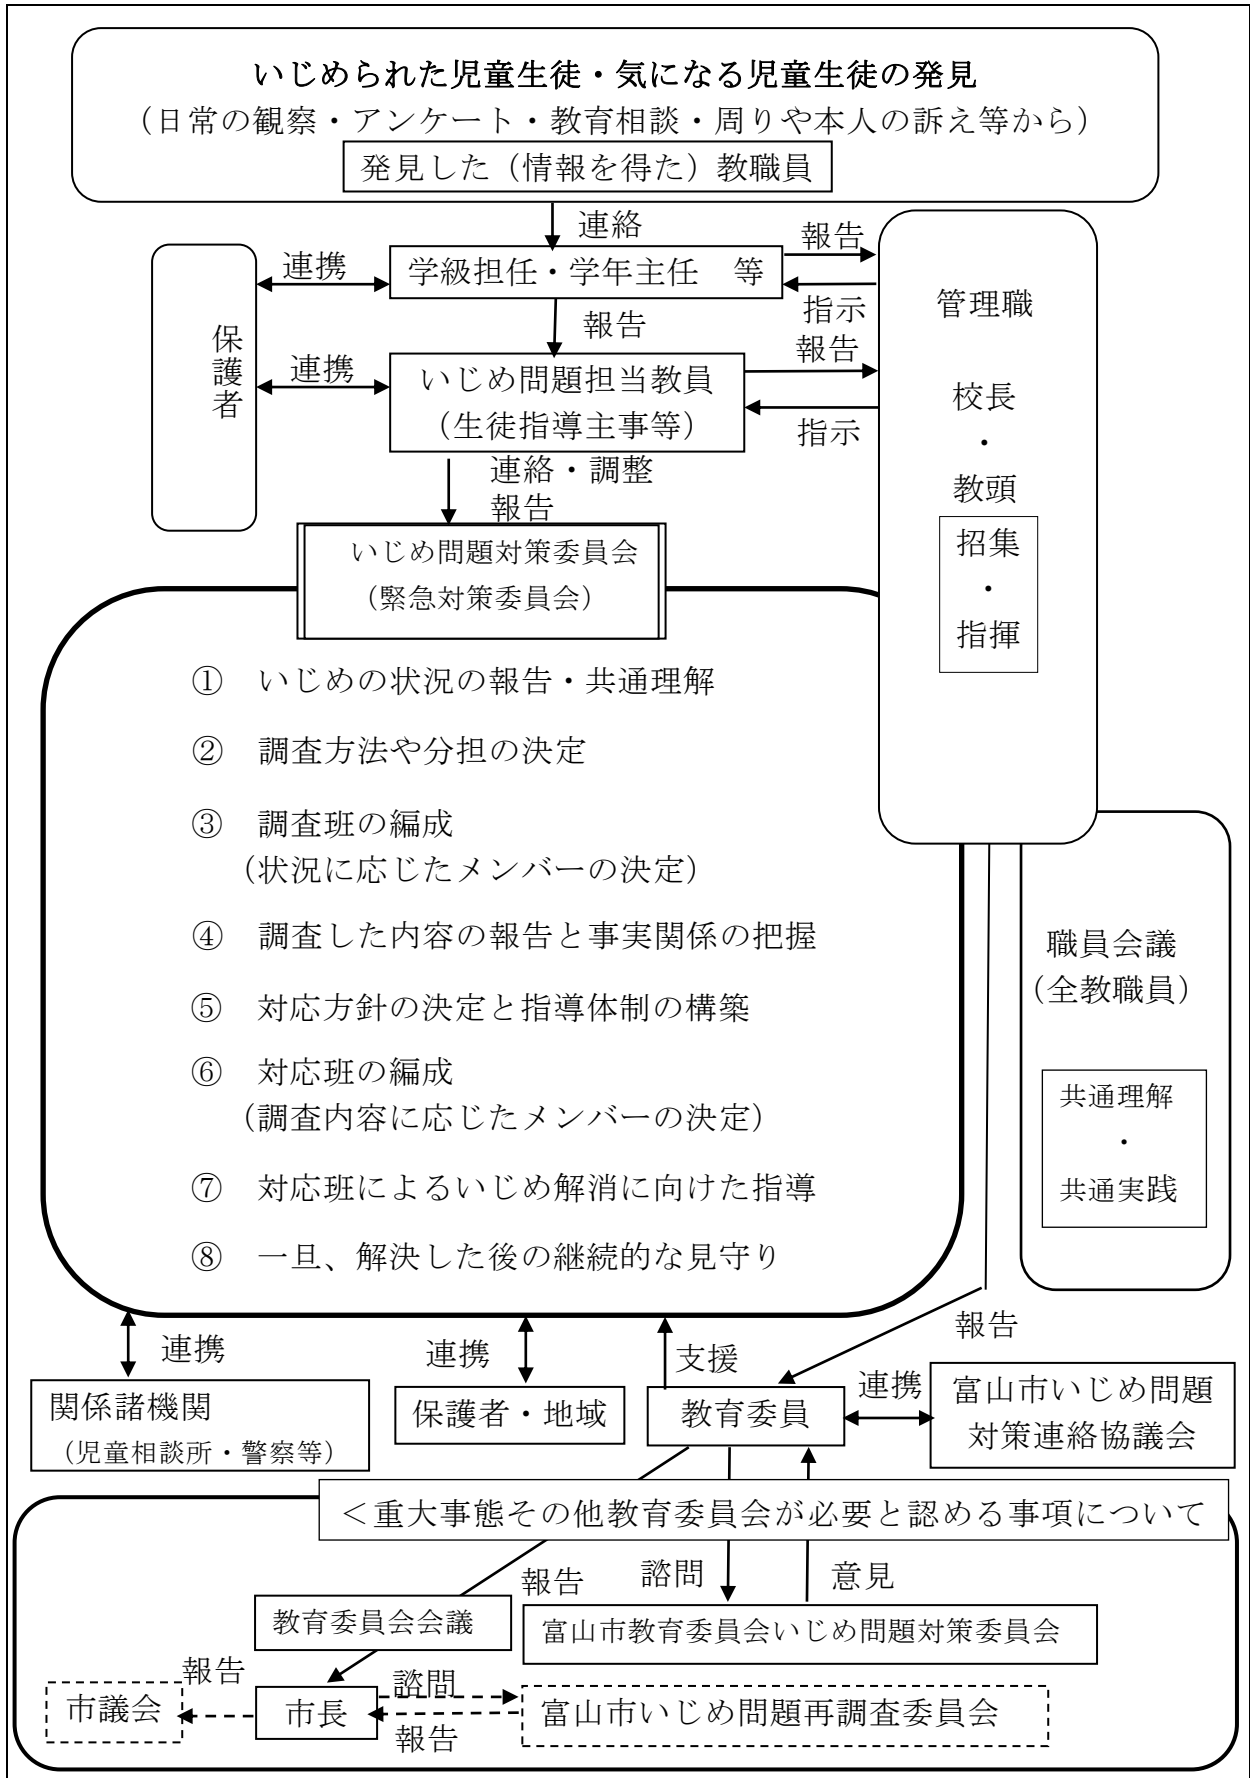 いじめられた児童生徒・気になる児童生徒の発見
（日常の観察・アンケート・教育相談・周りや本人の訴え等から）
発見した（情報を得た）教職員
連絡
学級担任・学年主任　等
連携
報告
指示
管理職
校長
・
教頭
招集
・
指揮
保護者
報告
連携
いじめ問題担当教員
（生徒指導主事等）
報告
指示
連絡・調整
報告
いじめ問題対策委員会
（緊急対策委員会）
①　いじめの状況の報告・共通理解
②　調査方法や分担の決定
③　調査班の編成
（状況に応じたメンバーの決定）
④　調査した内容の報告と事実関係の把握
⑤　対応方針の決定と指導体制の構築
⑥　対応班の編成
（調査内容に応じたメンバーの決定）
⑦　対応班によるいじめ解消に向けた指導
⑧　一旦、解決した後の継続的な見守り
職員会議
（全教職員）
共通理解
・
共通実践
連携
連携
支援
報告
関係諸機関
（児童相談所・警察等）
保護者・地域
教育委員
連携
富山市いじめ問題
対策連絡協議会
＜重大事態その他教育委員会が必要と認める事項について
報告
諮問
意見
教育委員会会議
富山市教育委員会いじめ問題対策委員会
報告
諮問
市議会
市長
富山市いじめ問題再調査委員会
報告